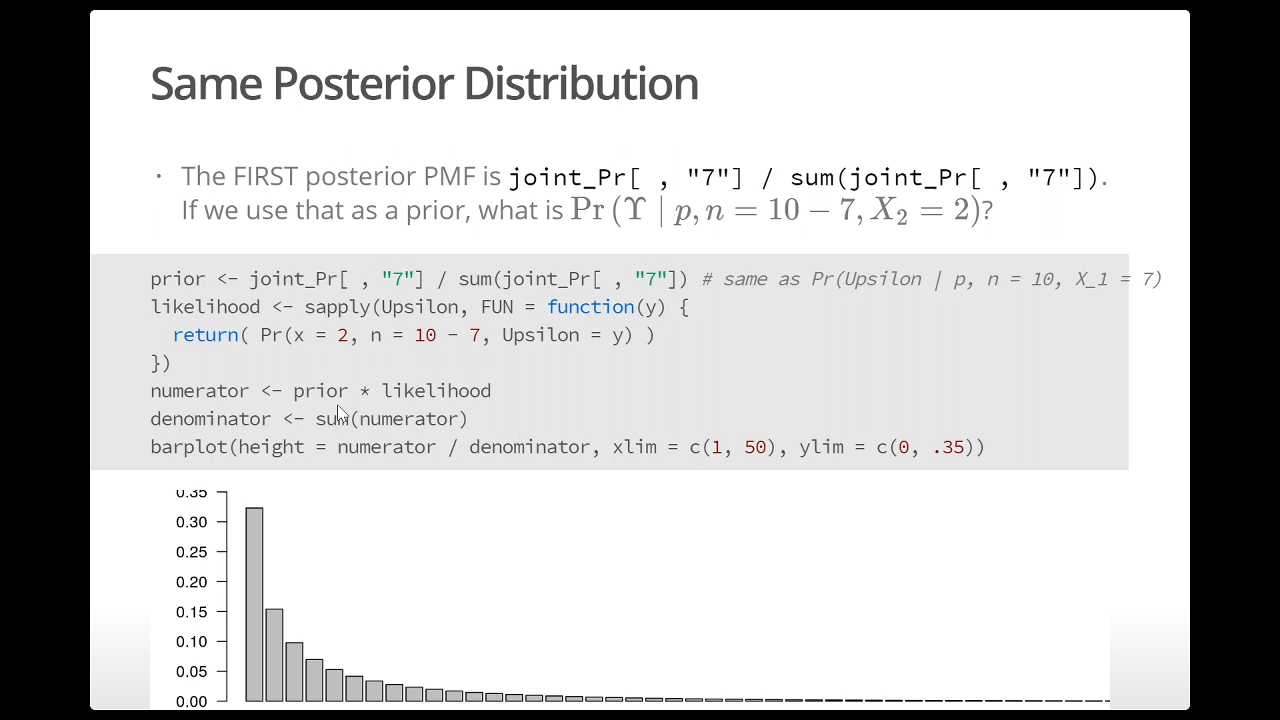 Same Posterior Distribution
• The FIRST posterior PMF is joint_Pr[ , "7"] / sum(joint_Pr[ , "7"]).
If we use that as a prior, what is Pr (ϒ | p, n = 10 − 7, X₂ = 2)?
prior <- joint_Pr[ , "7"] / sum(joint_Pr[ , "7"]) # same as Pr(Upsilon | p, n = 10, X_1 = 7)
likelihood <- sapply(Upsilon, FUN = function(y) {
  return( Pr(x = 2, n = 10 - 7, Upsilon = y) )
})
numerator <- prior * likelihood
denominator <- sum(numerator)
barplot(height = numerator / denominator, xlim = c(1, 50), ylim = c(0, .35))
0.35
0.30
0.25
0.20
0.15
0.10
0.05
0.00